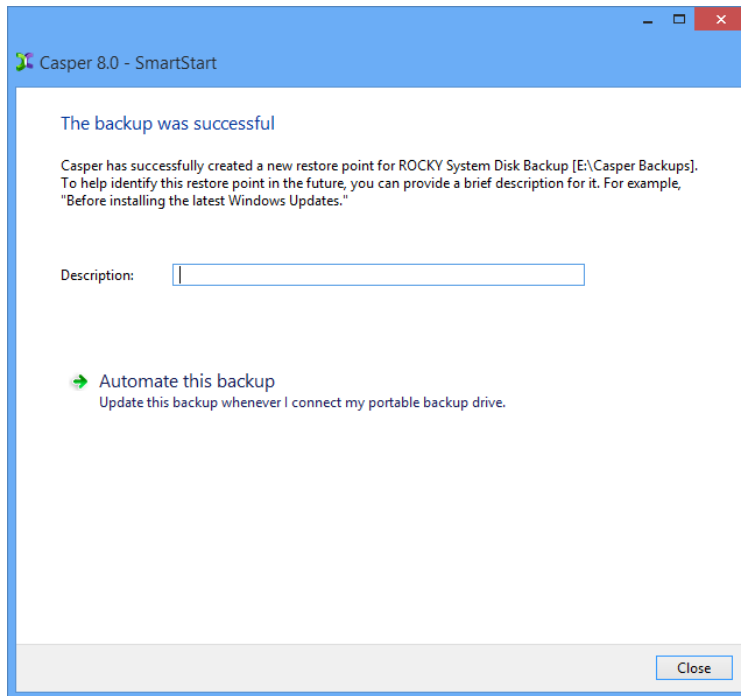 Casper 8.0 - SmartStart
The backup was successful
Casper has successfully created a new restore point for ROCKY System Disk Backup [E:\Casper Backups].
To help identify this restore point in the future, you can provide a brief description for it. For example,
"Before installing the latest Windows Updates."
Description:
Automate this backup
Update this backup whenever I connect my portable backup drive.
Close